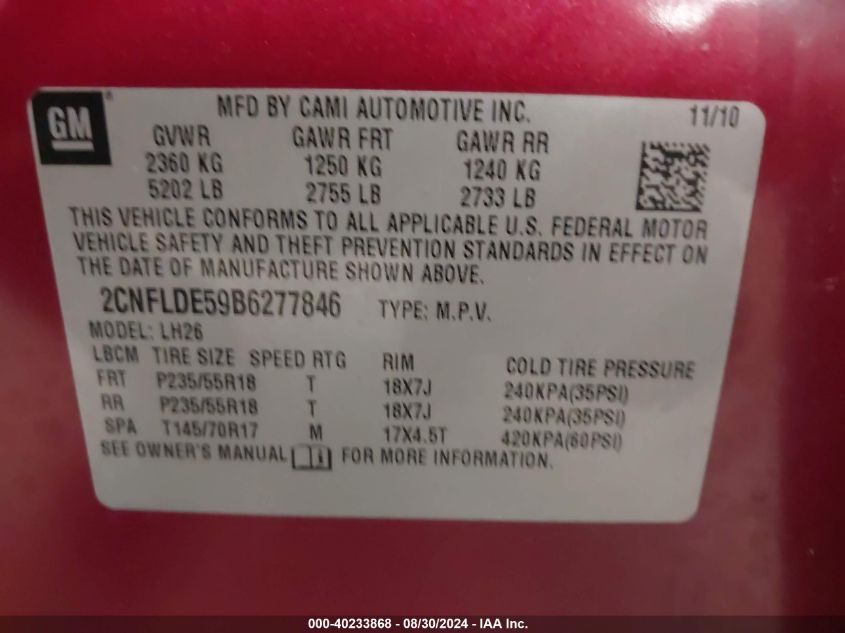 GM
MFD BY CAMI AUTOMOTIVE INC. 11/10
GVWR GAWR FRT GAWR RR
2360 KG 1250 KG 1240 KG
5202 LB 2755 LB 2733 LB
THIS VEHICLE CONFORMS TO ALL APPLICABLE U.S. FEDERAL MOTOR
VEHICLE SAFETY AND THEFT PREVENTION STANDARDS IN EFFECT ON
THE DATE OF MANUFACTURE SHOWN ABOVE.
2CNFLDE59B6277846 TYPE: M.P.V.
MODEL: LH26
LBCM TIRE SIZE SPEED RTG RIM COLD TIRE PRESSURE
FRT P235/55R18 T 18X7J 240KPA(35PSI)
RR P235/55R18 T 18X7J 240KPA(35PSI)
SPA T145/70R17 M 17X4.5T 420KPA(60PSI)
SEE OWNER'S MANUAL FOR MORE INFORMATION.
000-40233868 - 08/30/2024 - IAA Inc.